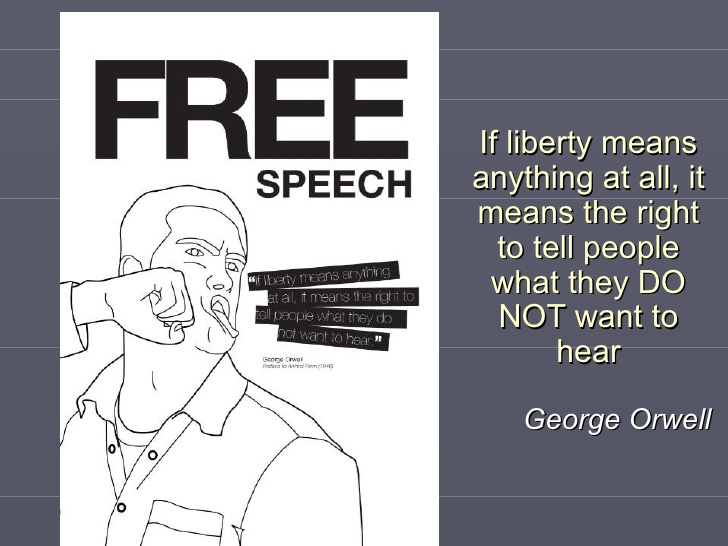 FREE
SPEECH
“if liberty means anything
at all, it means the right to
tell people what they do
not want to hear.”
George Orwell
Preface to Animal Farm (1946)
If liberty means
anything at all, it
means the right
to tell people
what they DO
NOT want to
hear
George Orwell